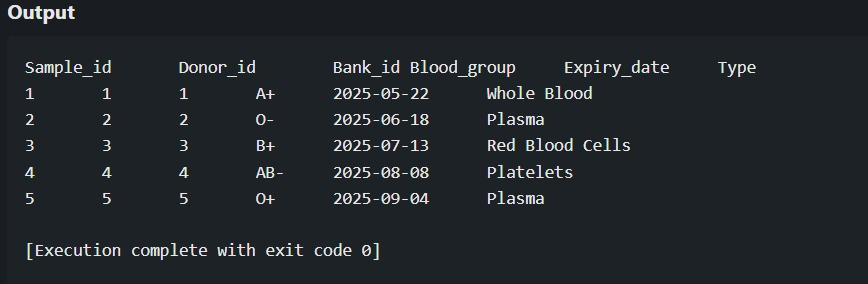 Output
Sample_id Donor_id Bank_id Blood_group Expiry_date Type
1 1 1 A+ 2025-05-22 Whole Blood
2 2 2 O- 2025-06-18 Plasma
3 3 3 B+ 2025-07-13 Red Blood Cells
4 4 4 AB- 2025-08-08 Platelets
5 5 5 O+ 2025-09-04 Plasma
[Execution complete with exit code 0]